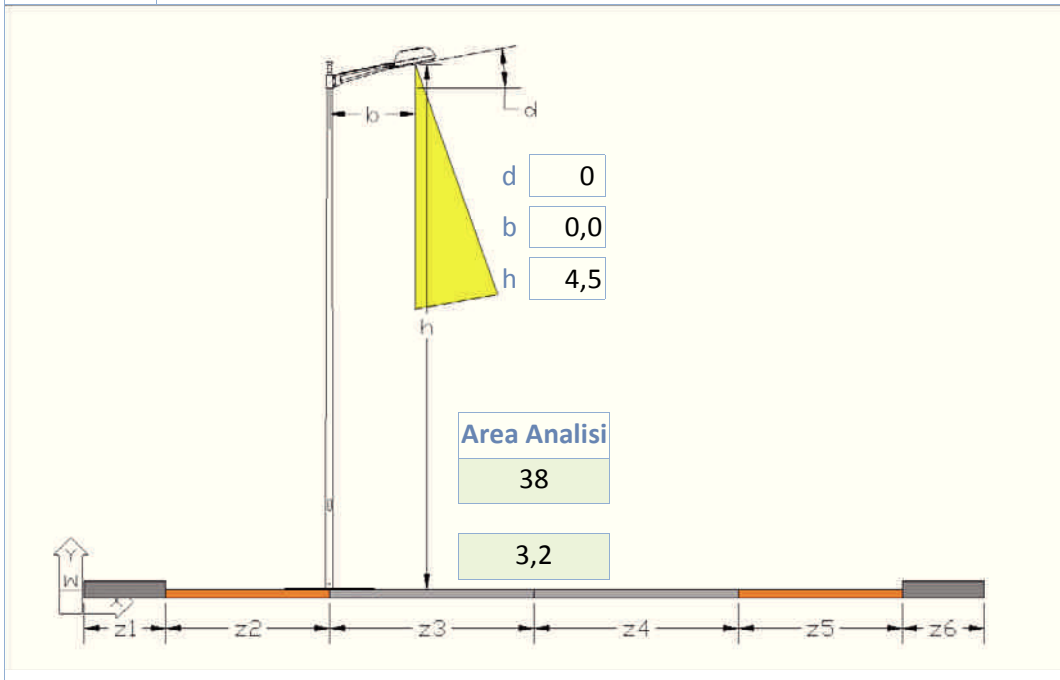 b
d
d 0
b 0,0
h 4,5
h
Area Analisi
38
3,2
Y
W
X
z1 z2 z3 z4 z5 z6